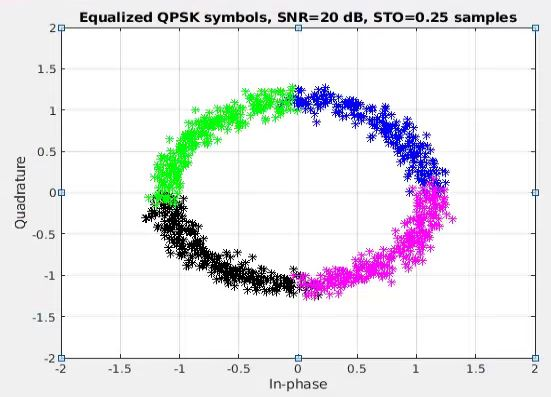 Equalized QPSK symbols, SNR=20 dB, STO=0.25 samples
2
1.5
1
0.5
0
-0.5
-1
-1.5
-2
Quadrature
-2 -1.5 -1 -0.5 0 0.5 1 1.5 2
In-phase